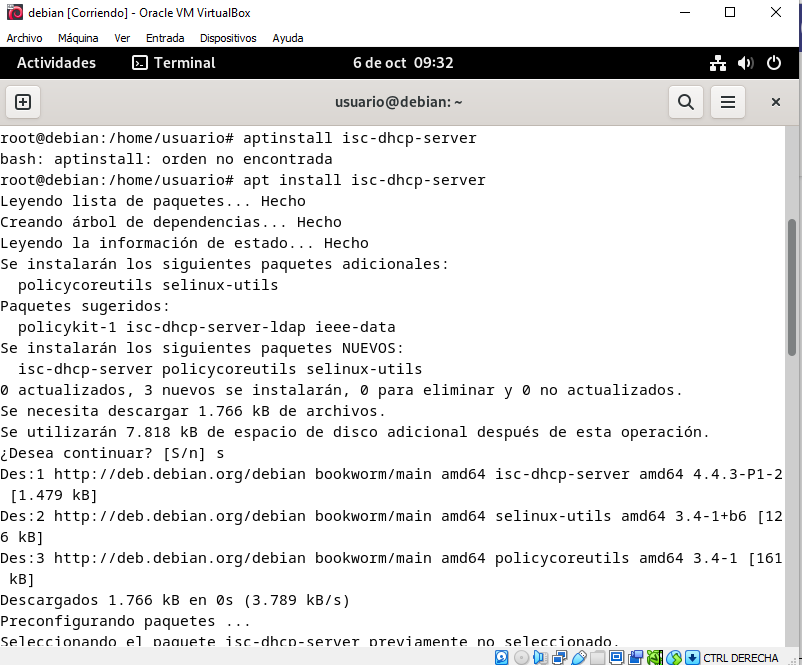 debian [Corriendo] - Oracle VM VirtualBox
Archivo Máquina Ver Entrada Dispositivos Ayuda
Actividades Terminal 6 de oct 09:32
usuario@debian: ~
root@debian:/home/usuario# aptinstall isc-dhcp-server
bash: aptinstall: orden no encontrada
root@debian:/home/usuario# apt install isc-dhcp-server
Leyendo lista de paquetes... Hecho
Creando árbol de dependencias... Hecho
Leyendo la información de estado... Hecho
Se instalarán los siguientes paquetes adicionales:
  policycoreutils selinux-utils
Paquetes sugeridos:
  policykit-1 isc-dhcp-server-ldap ieee-data
Se instalarán los siguientes paquetes NUEVOS:
  isc-dhcp-server policycoreutils selinux-utils
0 actualizados, 3 nuevos se instalarán, 0 para eliminar y 0 no actualizados.
Se necesita descargar 1.766 kB de archivos.
Se utilizarán 7.818 kB de espacio de disco adicional después de esta operación.
¿Desea continuar? [S/n] s
Des:1 http://deb.debian.org/debian bookworm/main amd64 isc-dhcp-server amd64 4.4.3-P1-2
 [1.479 kB]
Des:2 http://deb.debian.org/debian bookworm/main amd64 selinux-utils amd64 3.4-1+b6 [12
6 kB]
Des:3 http://deb.debian.org/debian bookworm/main amd64 policycoreutils amd64 3.4-1 [161
 kB]
Descargados 1.766 kB en 0s (3.789 kB/s)
Preconfigurando paquetes ...
Seleccionando el paquete isc-dhcp-server previamente no seleccionado.
CTRL DERECHA